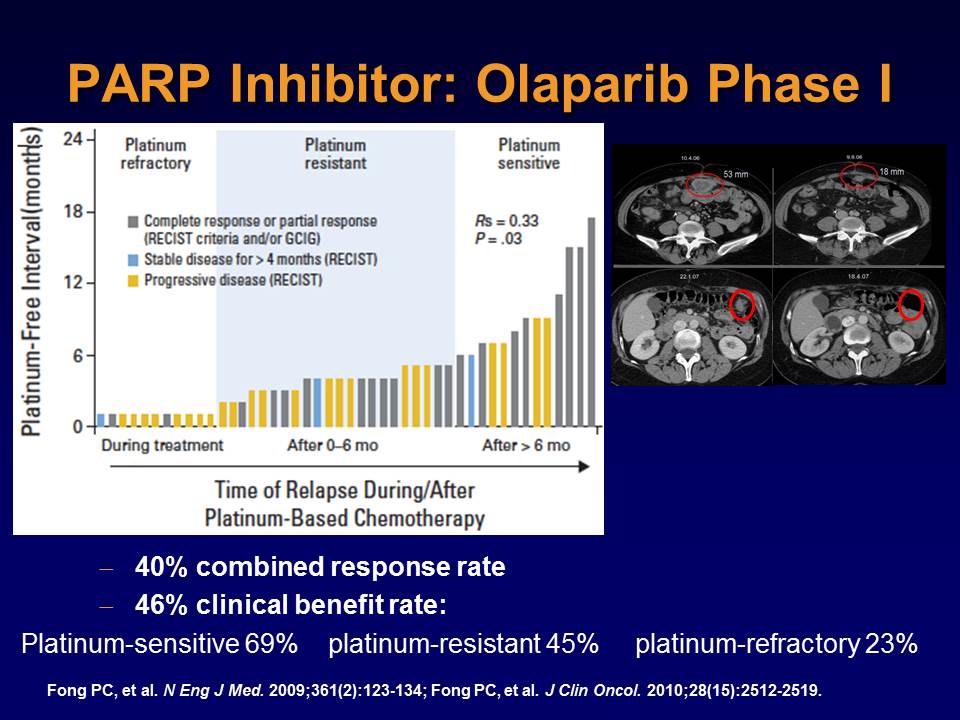 PARP Inhibitor: Olaparib Phase I
Platinum-Free Interval(months)
24
18
12
6
0
Platinum
refractory
Platinum
resistant
Platinum
sensitive
Complete response or partial response
(RECIST criteria and/or GCIG)
Stable disease for > 4 months (RECIST)
Progressive disease (RECIST)
Rs = 0.33
P = .03
During treatment
After 0–6 mo
After > 6 mo
Time of Relapse During/After
Platinum-Based Chemotherapy
10.4.06
53 mm
9.8.06
18 mm
22.1.07
18.4.07
– 40% combined response rate
– 46% clinical benefit rate:
Platinum-sensitive 69% platinum-resistant 45% platinum-refractory 23%
Fong PC, et al. N Eng J Med. 2009;361(2):123-134; Fong PC, et al. J Clin Oncol. 2010;28(15):2512-2519.